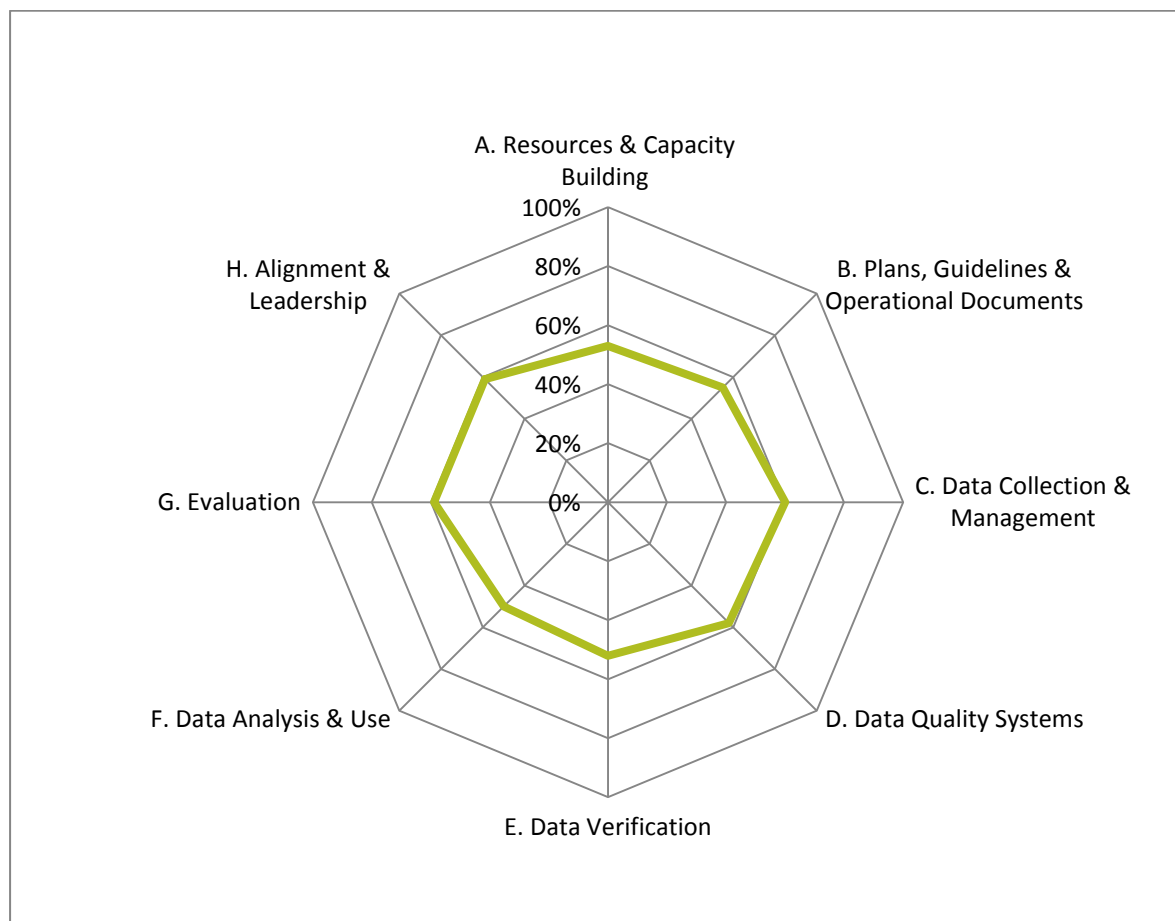 A. Resources & Capacity
Building
100%
80%
60%
40%
20%
0%
B. Plans, Guidelines &
Operational Documents
C. Data Collection &
Management
D. Data Quality Systems
E. Data Verification
F. Data Analysis & Use
G. Evaluation
H. Alignment &
Leadership